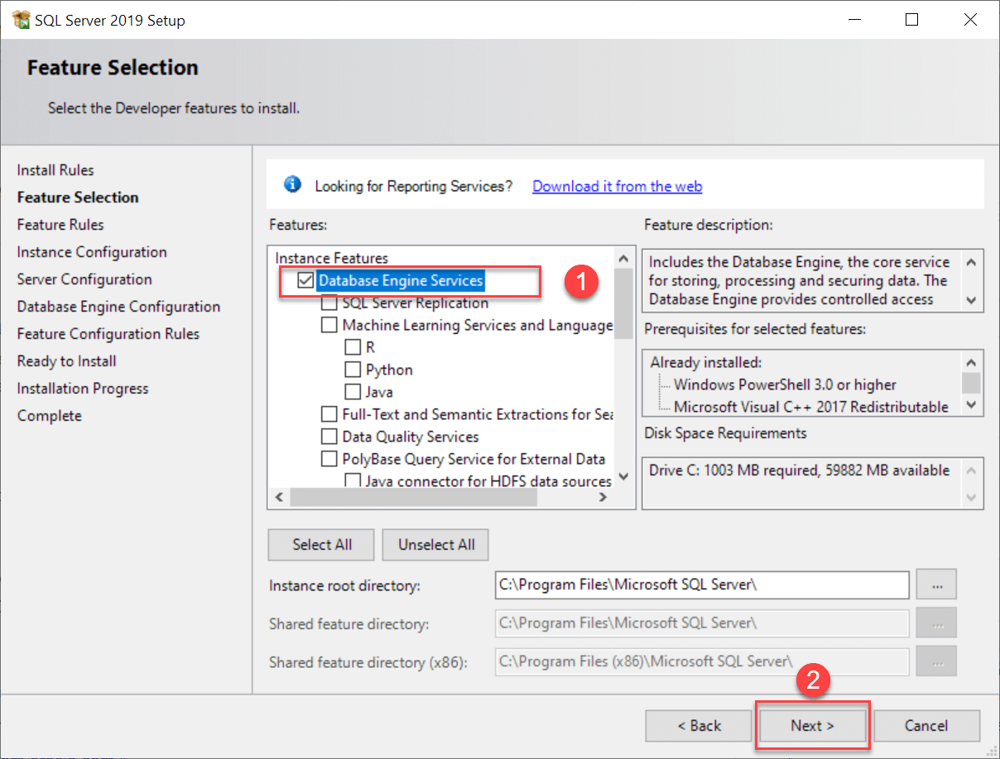 SQL Server 2019 Setup
Feature Selection
Select the Developer features to install.
Install Rules
Feature Selection
Feature Rules
Instance Configuration
Server Configuration
Database Engine Configuration
Feature Configuration Rules
Ready to Install
Installation Progress
Complete
Looking for Reporting Services? Download it from the web
Features:
Instance Features
Database Engine Services
1
SQL Server Replication
Machine Learning Services and Language
R
Python
Java
Full-Text and Semantic Extractions for Sea
Data Quality Services
PolyBase Query Service for External Data
Java connector for HDFS data sources
Feature description:
Includes the Database Engine, the core service
for storing, processing and securing data. The
Database Engine provides controlled access
Prerequisites for selected features:
Already installed:
Windows PowerShell 3.0 or higher
Microsoft Visual C++ 2017 Redistributable
Disk Space Requirements
Drive C: 1003 MB required, 59882 MB available
Select All
Unselect All
Instance root directory: C:\Program Files\Microsoft SQL Server\ ...
Shared feature directory: C:\Program Files\Microsoft SQL Server\ ...
Shared feature directory (x86): C:\Program Files (x86)\Microsoft SQL Server\ ...
2
< Back
Next >
Cancel